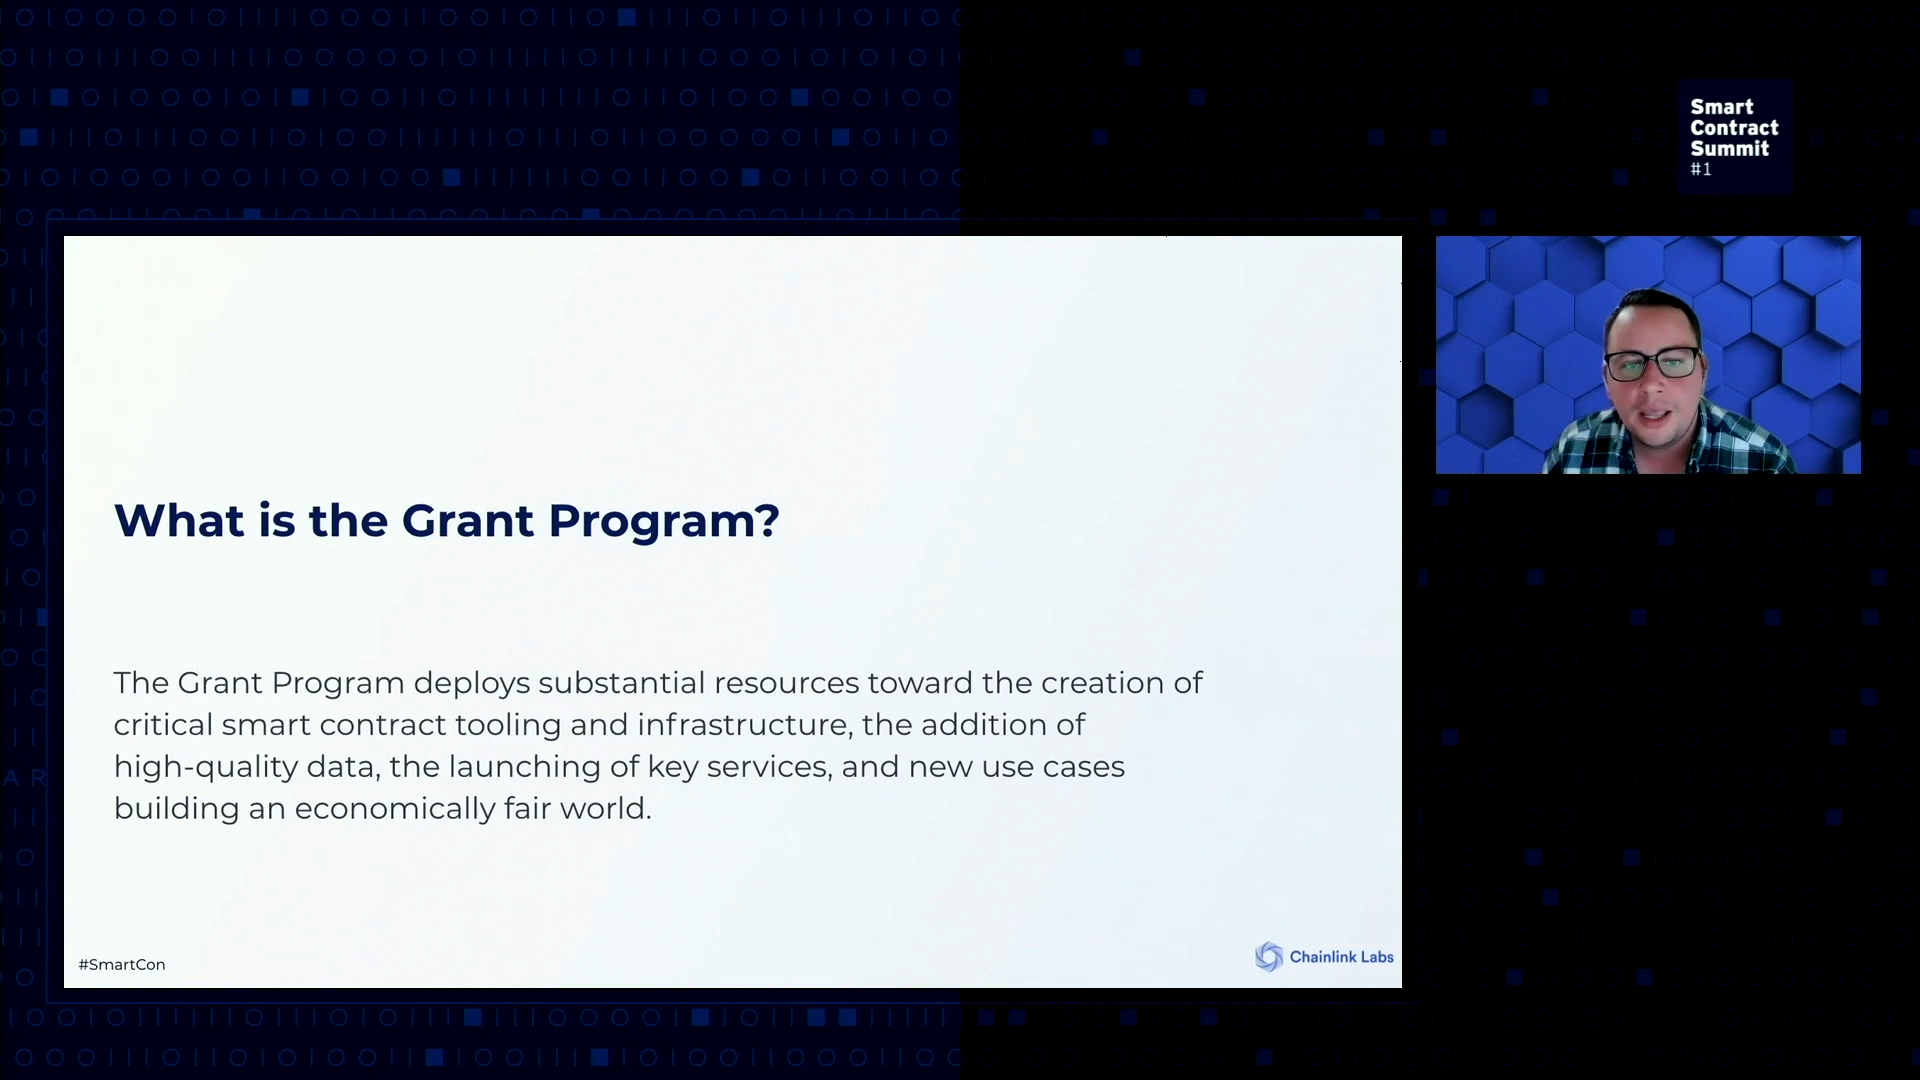 Smart
Contract
Summit
#1
What is the Grant Program?
The Grant Program deploys substantial resources toward the creation of
critical smart contract tooling and infrastructure, the addition of
high-quality data, the launching of key services, and new use cases
building an economically fair world.
#SmartCon
Chainlink Labs